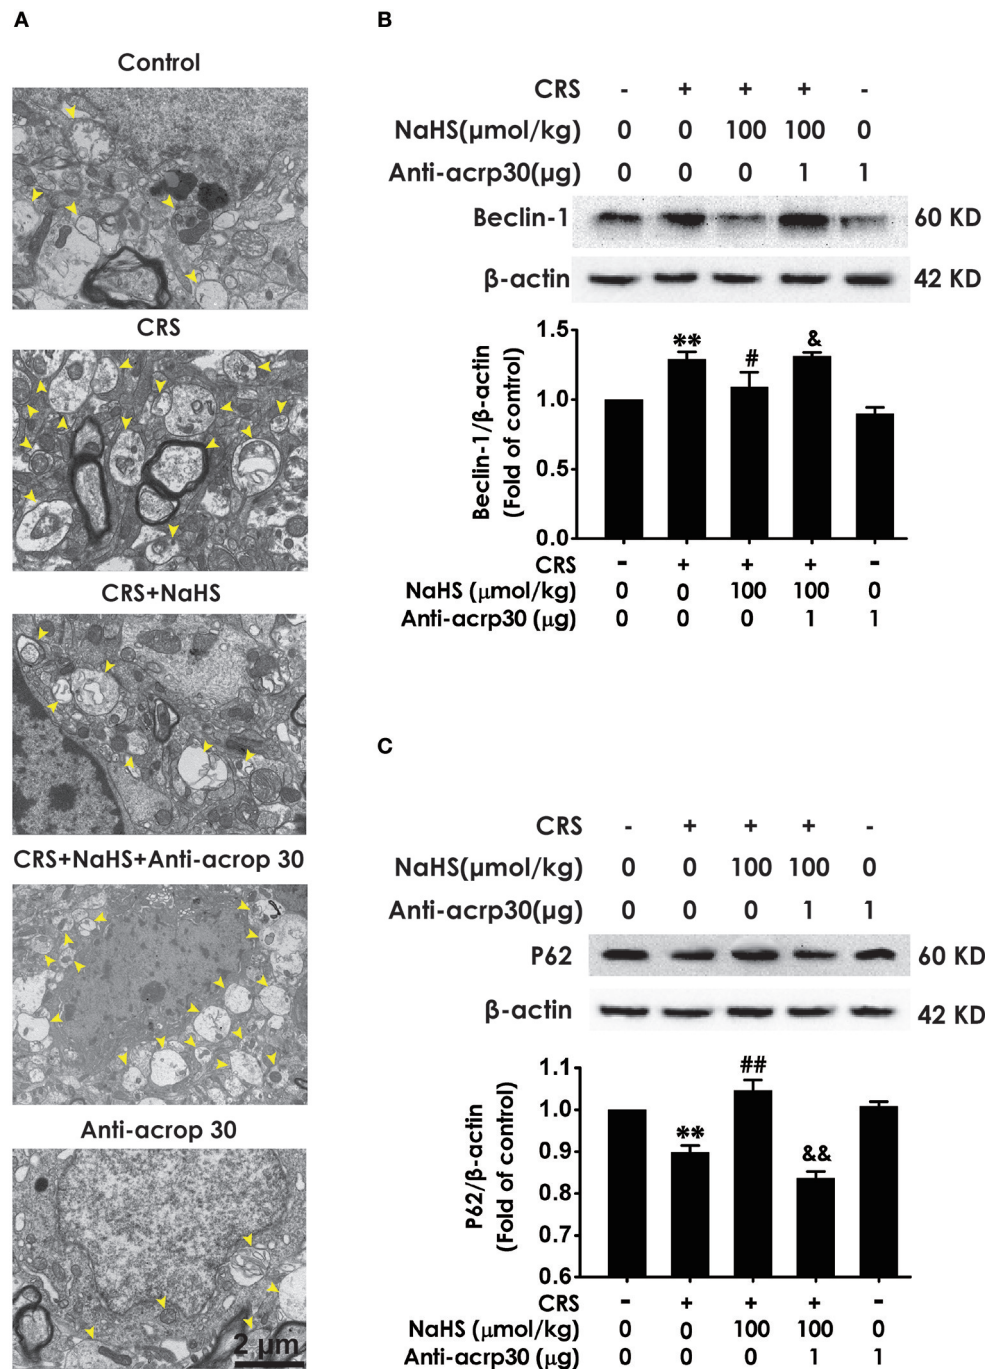 A
Control
CRS
CRS+NaHS
CRS+NaHS+Anti-acrop 30
Anti-acrop 30
2 µm
B
CRS - + + + -
NaHS(µmol/kg) 0 0 100 100 0
Anti-acrp30(µg) 0 0 0 1 1
Beclin-1 60 KD
β-actin 42 KD
Beclin-1/β-actin
(Fold of control)
1.5
1.0
0.5
0.0
** # &
CRS - + + + -
NaHS (µmol/kg) 0 0 100 100 0
Anti-acrp30 (µg) 0 0 0 1 1
C
CRS - + + + -
NaHS(µmol/kg) 0 0 100 100 0
Anti-acrp30(µg) 0 0 0 1 1
P62 60 KD
β-actin 42 KD
P62/β-actin
(Fold of control)
1.1
1.0
0.9
0.8
0.7
0.6
** ## &&
CRS - + + + -
NaHS (µmol/kg) 0 0 100 100 0
Anti-acrp30 (µg) 0 0 0 1 1